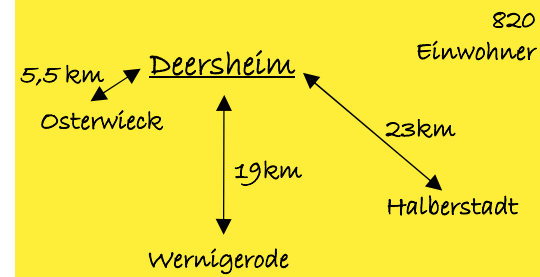 820
Einwohner
Deersheim
5,5 km
Osterwieck
23km
19km
Halberstadt
Wernigerode